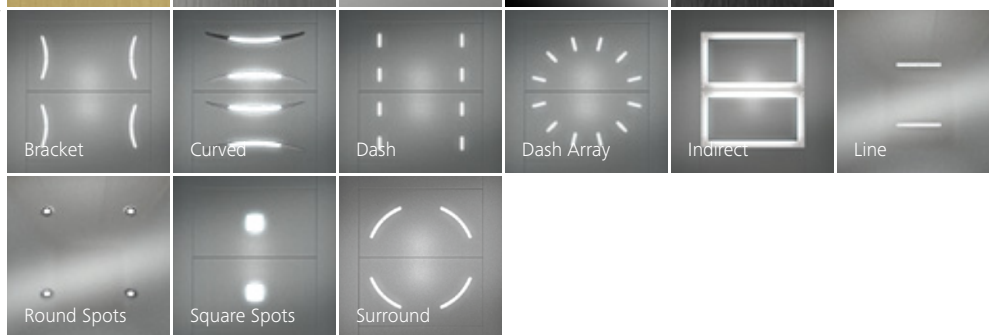 Bracket
Curved
Dash
Dash Array
Indirect
Line
Round Spots
Square Spots
Surround